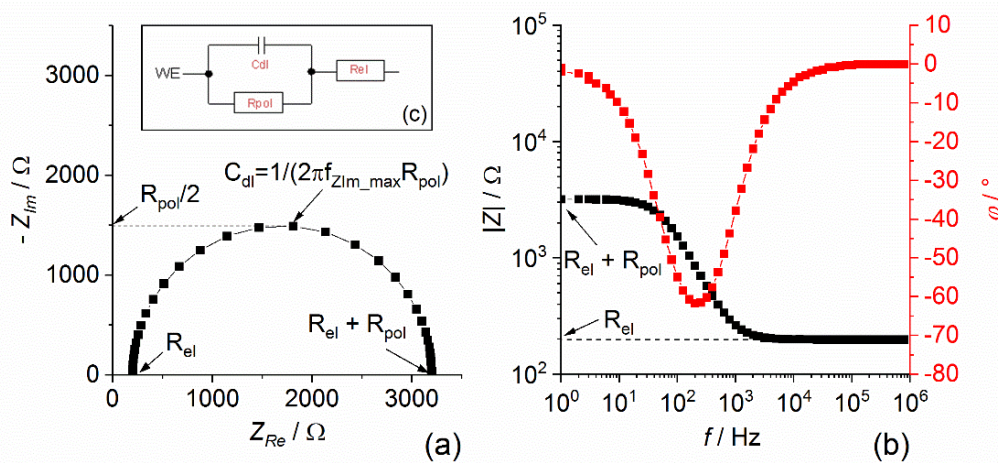 3000
2000
1000
0
- Z_Im / Ω
0
1000
2000
3000
Z_Re / Ω
(a)
WE
Cdl
Rpol
Rel
(c)
C_dl=1/(2πf_ZIm_max R_pol)
R_pol/2
R_el
R_el + R_pol
10^5
10^4
10^3
10^2
|Z| / Ω
R_el + R_pol
R_el
10^0
10^1
10^2
10^3
10^4
10^5
10^6
f / Hz
(b)
10
0
-10
-20
-30
-40
-50
-60
-70
-80
φ / °